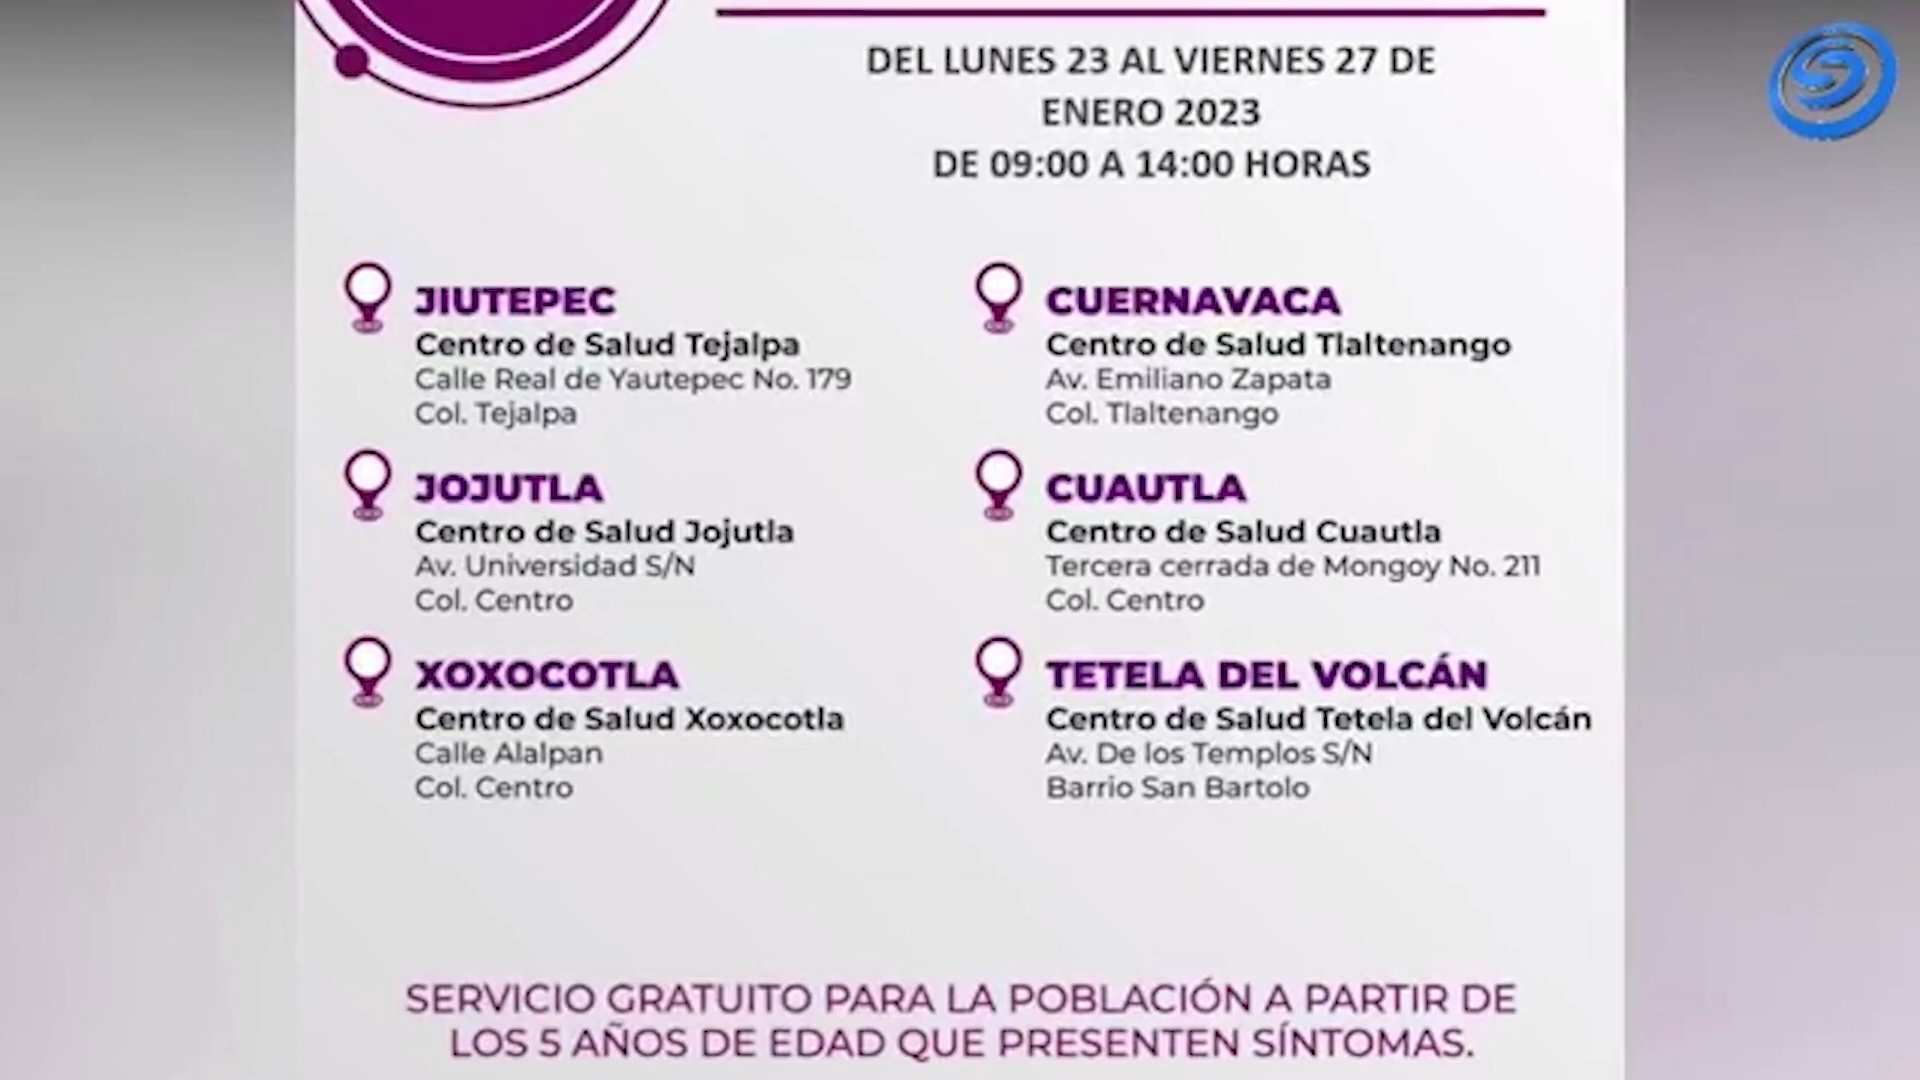 DEL LUNES 23 AL VIERNES 27 DE
ENERO 2023
DE 09:00 A 14:00 HORAS
JIUTEPEC
Centro de Salud Tejalpa
Calle Real de Yautepec No. 179
Col. Tejalpa
CUERNAVACA
Centro de Salud Tlaltenango
Av. Emiliano Zapata
Col. Tlaltenango
JOJUTLA
Centro de Salud Jojutla
Av. Universidad S/N
Col. Centro
CUAUTLA
Centro de Salud Cuautla
Tercera cerrada de Mongoy No. 211
Col. Centro
XOXOCOTLA
Centro de Salud Xoxocotla
Calle Alalpan
Col. Centro
TETELA DEL VOLCÁN
Centro de Salud Tetela del Volcán
Av. De los Templos S/N
Barrio San Bartolo
SERVICIO GRATUITO PARA LA POBLACIÓN A PARTIR DE
LOS 5 AÑOS DE EDAD QUE PRESENTEN SÍNTOMAS.